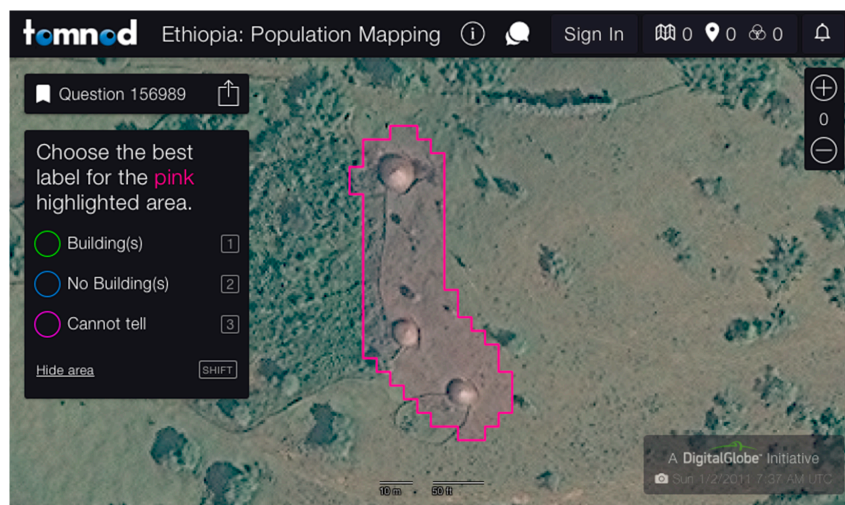 tomnod Ethiopia: Population Mapping i Sign In 0 0 0
Question 156989
Choose the best
label for the pink
highlighted area.
Building(s) 1
No Building(s) 2
Cannot tell 3
Hide area SHIFT
0
10 m 50 ft
A DigitalGlobe Initiative
Sun 1/2/2011 7:37 AM UTC